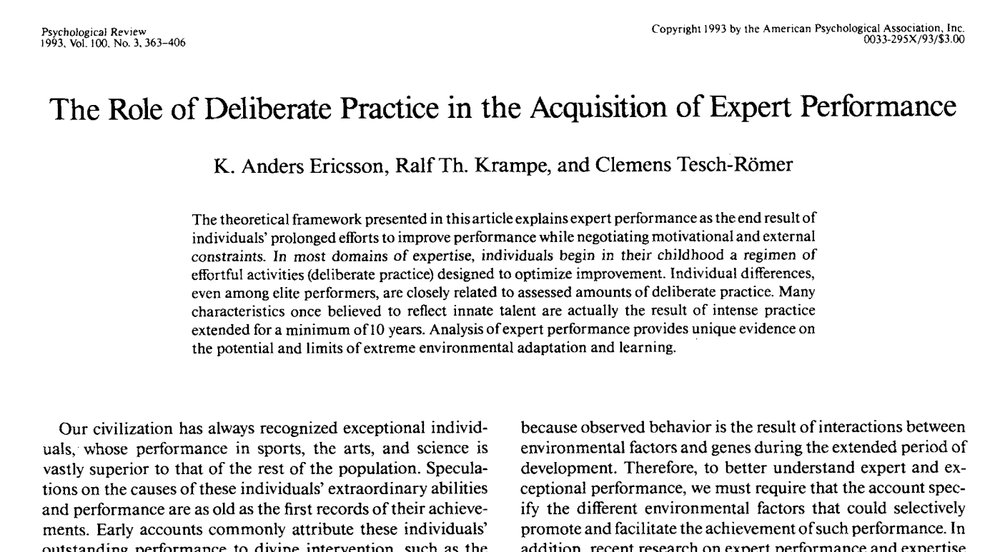 Psychological Review
1993, Vol. 100, No. 3, 363–406
Copyright 1993 by the American Psychological Association, Inc.
0033-295X/93/$3.00
The Role of Deliberate Practice in the Acquisition of Expert Performance
K. Anders Ericsson, Ralf Th. Krampe, and Clemens Tesch-Römer
The theoretical framework presented in this article explains expert performance as the end result of
individuals' prolonged efforts to improve performance while negotiating motivational and external
constraints. In most domains of expertise, individuals begin in their childhood a regimen of
effortful activities (deliberate practice) designed to optimize improvement. Individual differences,
even among elite performers, are closely related to assessed amounts of deliberate practice. Many
characteristics once believed to reflect innate talent are actually the result of intense practice
extended for a minimum of 10 years. Analysis of expert performance provides unique evidence on
the potential and limits of extreme environmental adaptation and learning.
Our civilization has always recognized exceptional individ-
uals, whose performance in sports, the arts, and science is
vastly superior to that of the rest of the population. Specula-
tions on the causes of these individuals' extraordinary abilities
and performance are as old as the first records of their achieve-
ments. Early accounts commonly attribute these individuals'
outstanding performance to divine intervention, such as the
because observed behavior is the result of interactions between
environmental factors and genes during the extended period of
development. Therefore, to better understand expert and ex-
ceptional performance, we must require that the account spec-
ify the different environmental factors that could selectively
promote and facilitate the achievement of such performance. In
addition, recent research on expert performance and expertise